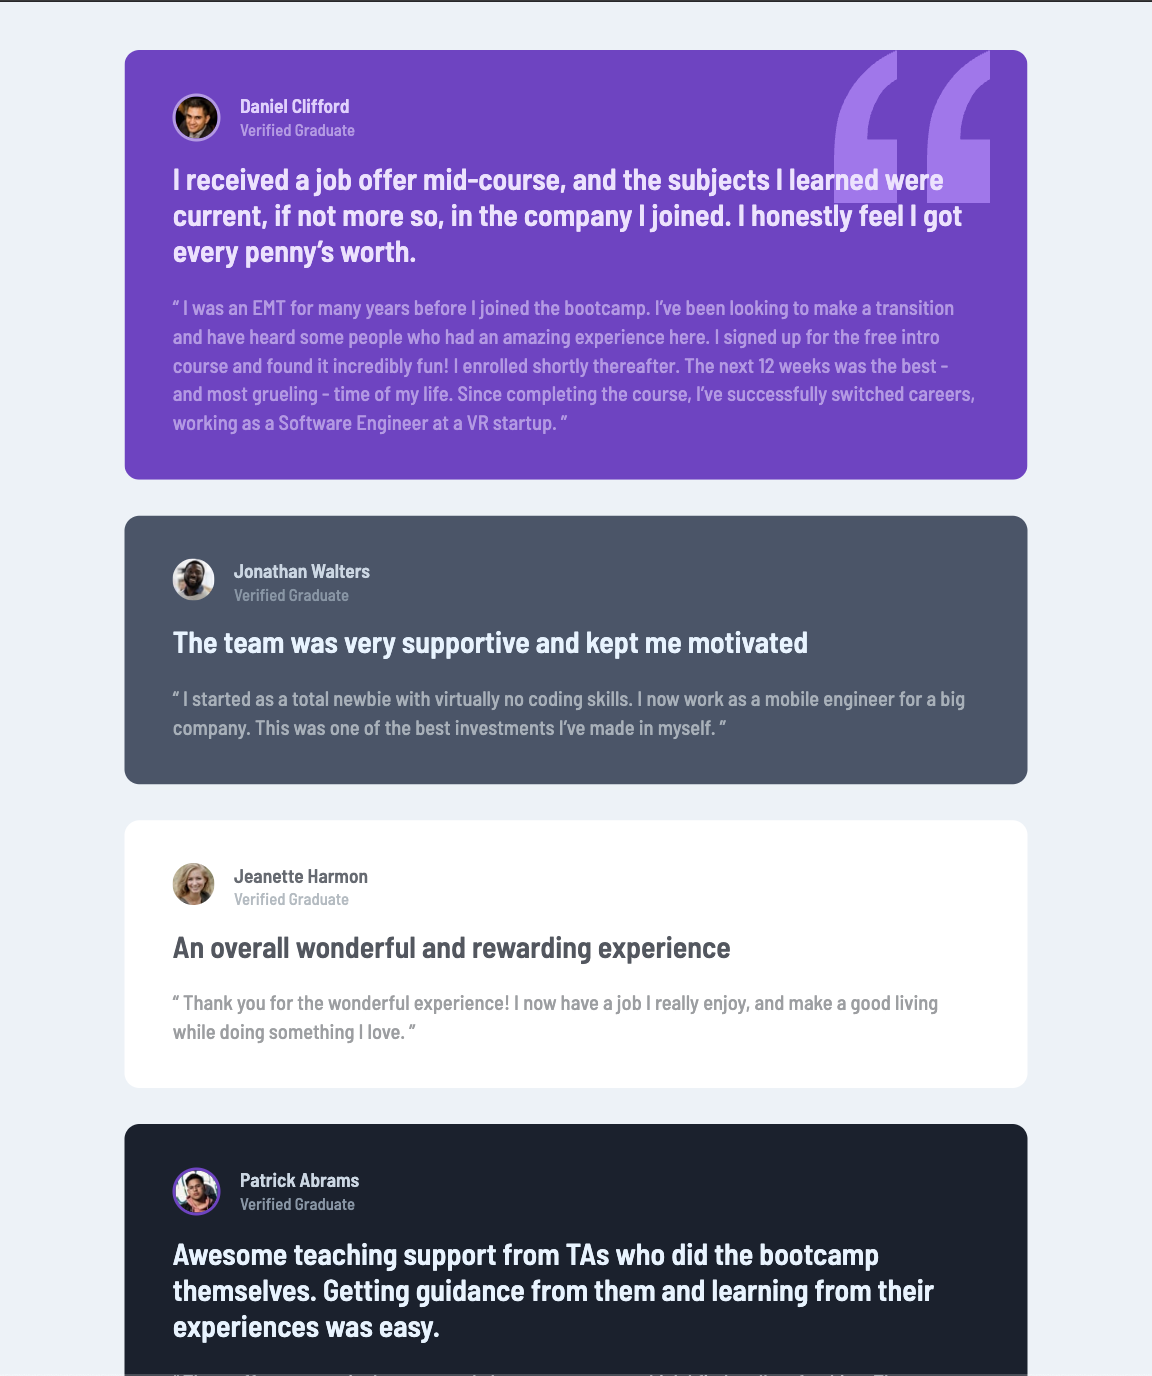 Daniel Clifford
Verified Graduate
I received a job offer mid-course, and the subjects I learned were
current, if not more so, in the company I joined. I honestly feel I got
every penny’s worth.
“ I was an EMT for many years before I joined the bootcamp. I’ve been looking to make a transition
and have heard some people who had an amazing experience here. I signed up for the free intro
course and found it incredibly fun! I enrolled shortly thereafter. The next 12 weeks was the best -
and most grueling - time of my life. Since completing the course, I’ve successfully switched careers,
working as a Software Engineer at a VR startup. ”
Jonathan Walters
Verified Graduate
The team was very supportive and kept me motivated
“ I started as a total newbie with virtually no coding skills. I now work as a mobile engineer for a big
company. This was one of the best investments I’ve made in myself. ”
Jeanette Harmon
Verified Graduate
An overall wonderful and rewarding experience
“ Thank you for the wonderful experience! I now have a job I really enjoy, and make a good living
while doing something I love. ”
Patrick Abrams
Verified Graduate
Awesome teaching support from TAs who did the bootcamp
themselves. Getting guidance from them and learning from their
experiences was easy.